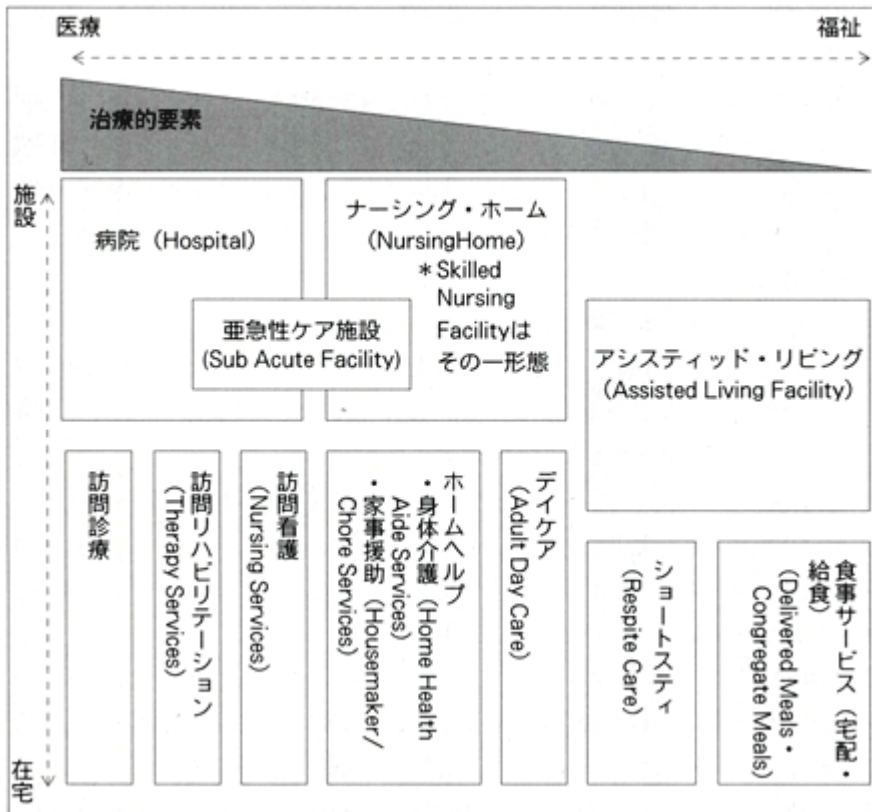 医療
福祉
治療的要素
施設
病院（Hospital）
ナーシング・ホーム
（NursingHome）
＊Skilled
Nursing
Facilityは
その一形態
亜急性ケア施設
(Sub Acute Facility)
アシスティッド・リビング
（Assisted Living Facility）
訪問診療
訪問リハビリテーション
（Therapy Services）
訪問看護
（Nursing Services）
ホームヘルプ
・身体介護（Home Health
Aide Services）
・家事援助（Housemaker/
Chore Services）
デイケア
（Adult Day Care）
ショートスティ
（Respite Care）
食事サービス（宅配・
給食）
（Delivered Meals・
Congregate Meals）
在宅